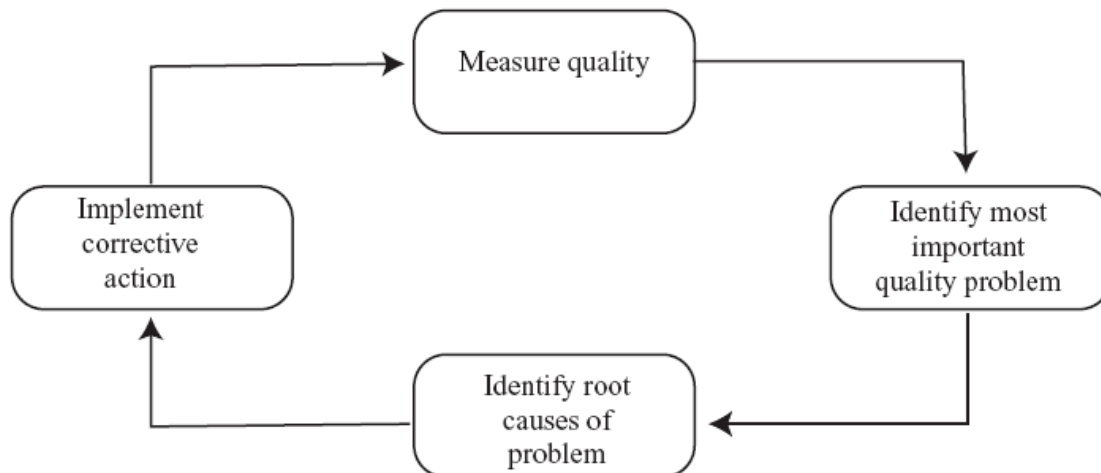 Measure quality
Identify most
important
quality problem
Identify root
causes of
problem
Implement
corrective
action